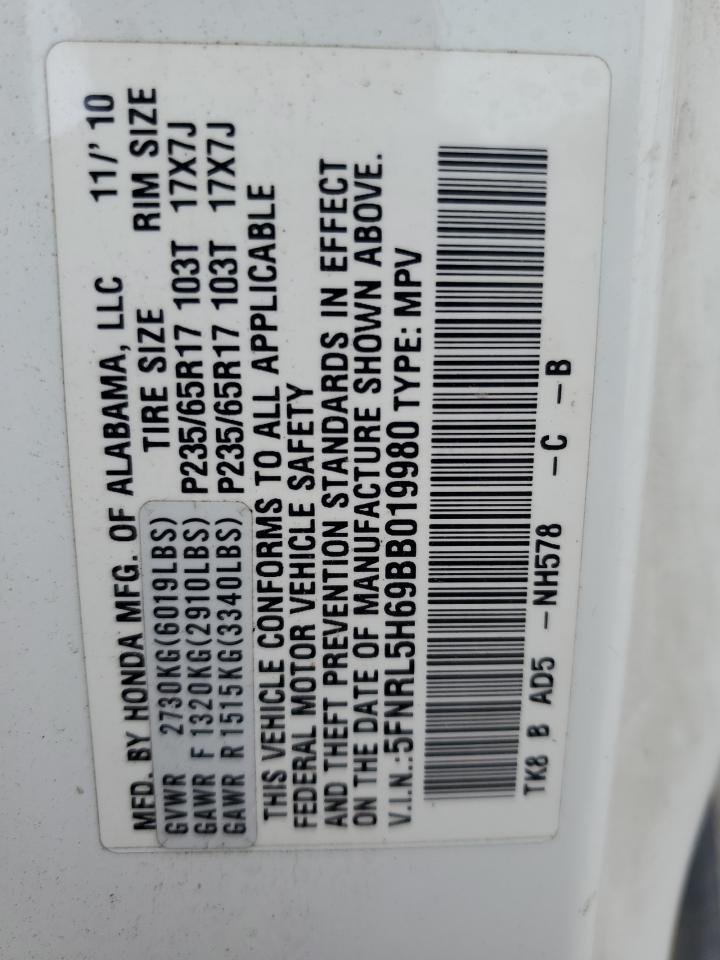 MFD. BY HONDA MFG. OF ALABAMA, LLC 11/' 10
TIRE SIZE RIM SIZE
GVWR 2730KG(6019LBS)
GAWR F 1320KG(2910LBS) P235/65R17 103T 17X7J
GAWR R 1515KG(3340LBS) P235/65R17 103T 17X7J
THIS VEHICLE CONFORMS TO ALL APPLICABLE
FEDERAL MOTOR VEHICLE SAFETY
AND THEFT PREVENTION STANDARDS IN EFFECT
ON THE DATE OF MANUFACTURE SHOWN ABOVE.
V.I.N.:5FNRL5H69BB019980 TYPE: MPV
TK8 B AD5 -NH578 -C -B